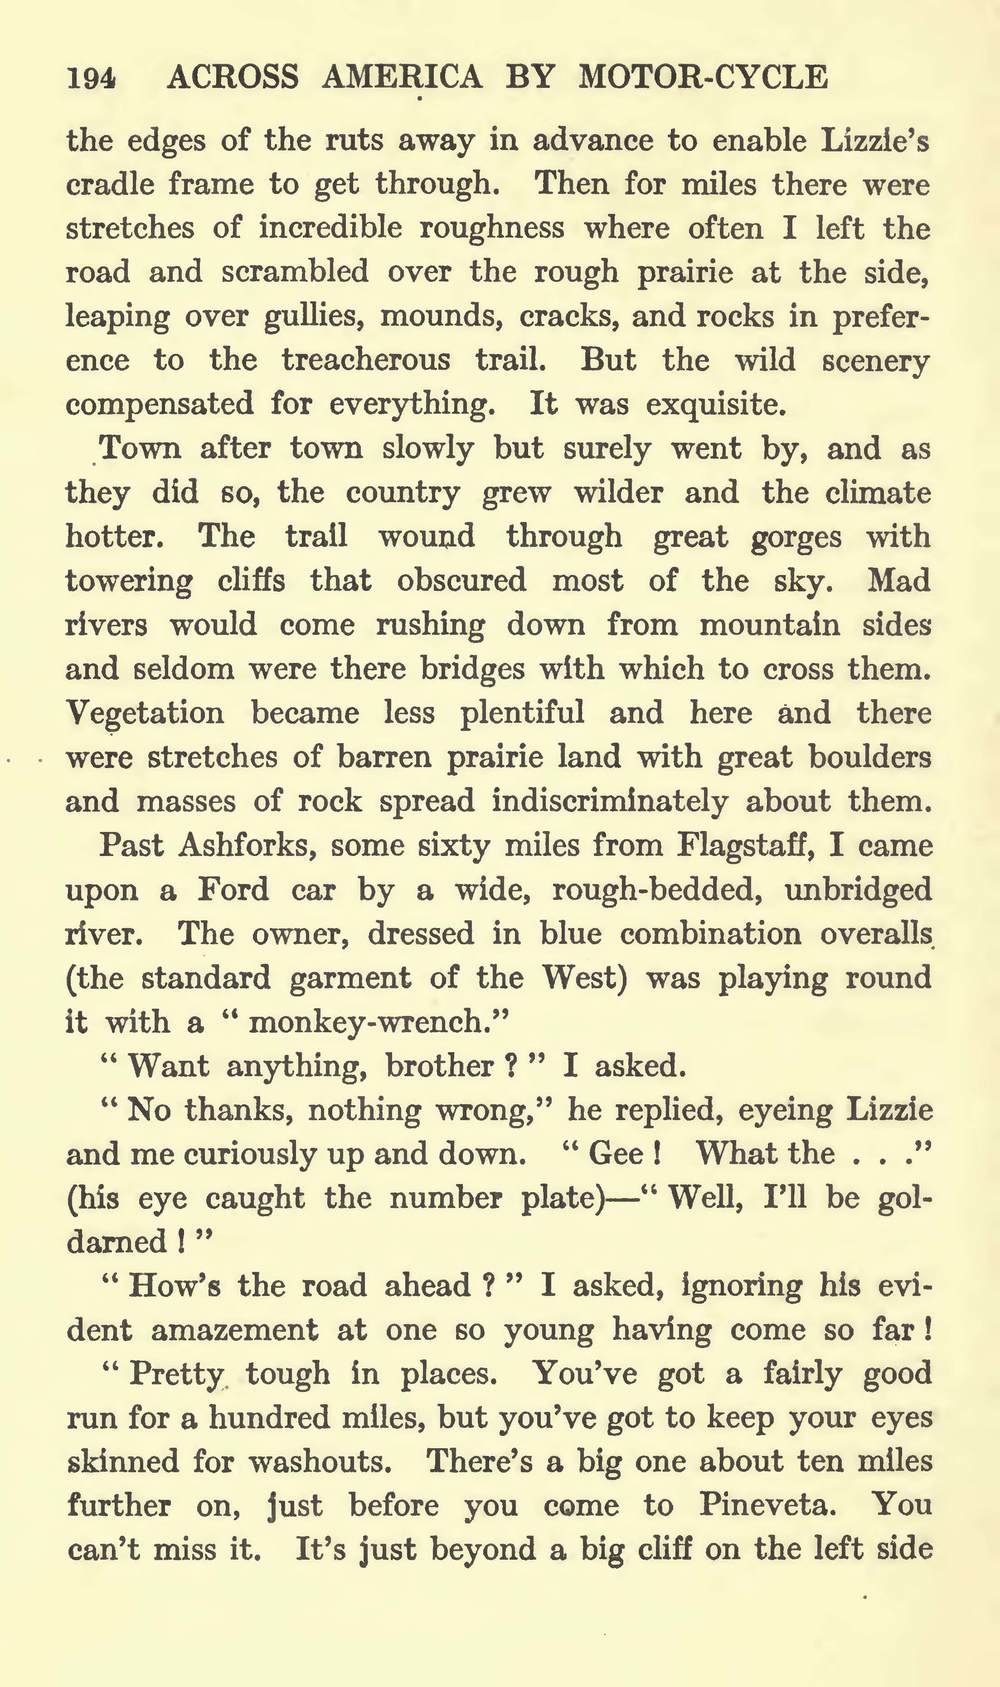 194 ACROSS AMERICA BY MOTOR-CYCLE
the edges of the ruts away in advance to enable Lizzie's
cradle frame to get through. Then for miles there were
stretches of incredible roughness where often I left the
road and scrambled over the rough prairie at the side,
leaping over gullies, mounds, cracks, and rocks in prefer-
ence to the treacherous trail. But the wild scenery
compensated for everything. It was exquisite.
Town after town slowly but surely went by, and as
they did so, the country grew wilder and the climate
hotter. The trail wound through great gorges with
towering cliffs that obscured most of the sky. Mad
rivers would come rushing down from mountain sides
and seldom were there bridges with which to cross them.
Vegetation became less plentiful and here and there
were stretches of barren prairie land with great boulders
and masses of rock spread indiscriminately about them.
Past Ashforks, some sixty miles from Flagstaff, I came
upon a Ford car by a wide, rough-bedded, unbridged
river. The owner, dressed in blue combination overalls
(the standard garment of the West) was playing round
it with a “ monkey-wrench.”
“ Want anything, brother ? ” I asked.
“ No thanks, nothing wrong,” he replied, eyeing Lizzie
and me curiously up and down. “ Gee ! What the . . .”
(his eye caught the number plate)—“ Well, I'll be gol-
darned ! ”
“ How's the road ahead ? ” I asked, ignoring his evi-
dent amazement at one so young having come so far !
“ Pretty tough in places. You've got a fairly good
run for a hundred miles, but you've got to keep your eyes
skinned for washouts. There's a big one about ten miles
further on, just before you come to Pineveta. You
can't miss it. It's just beyond a big cliff on the left side